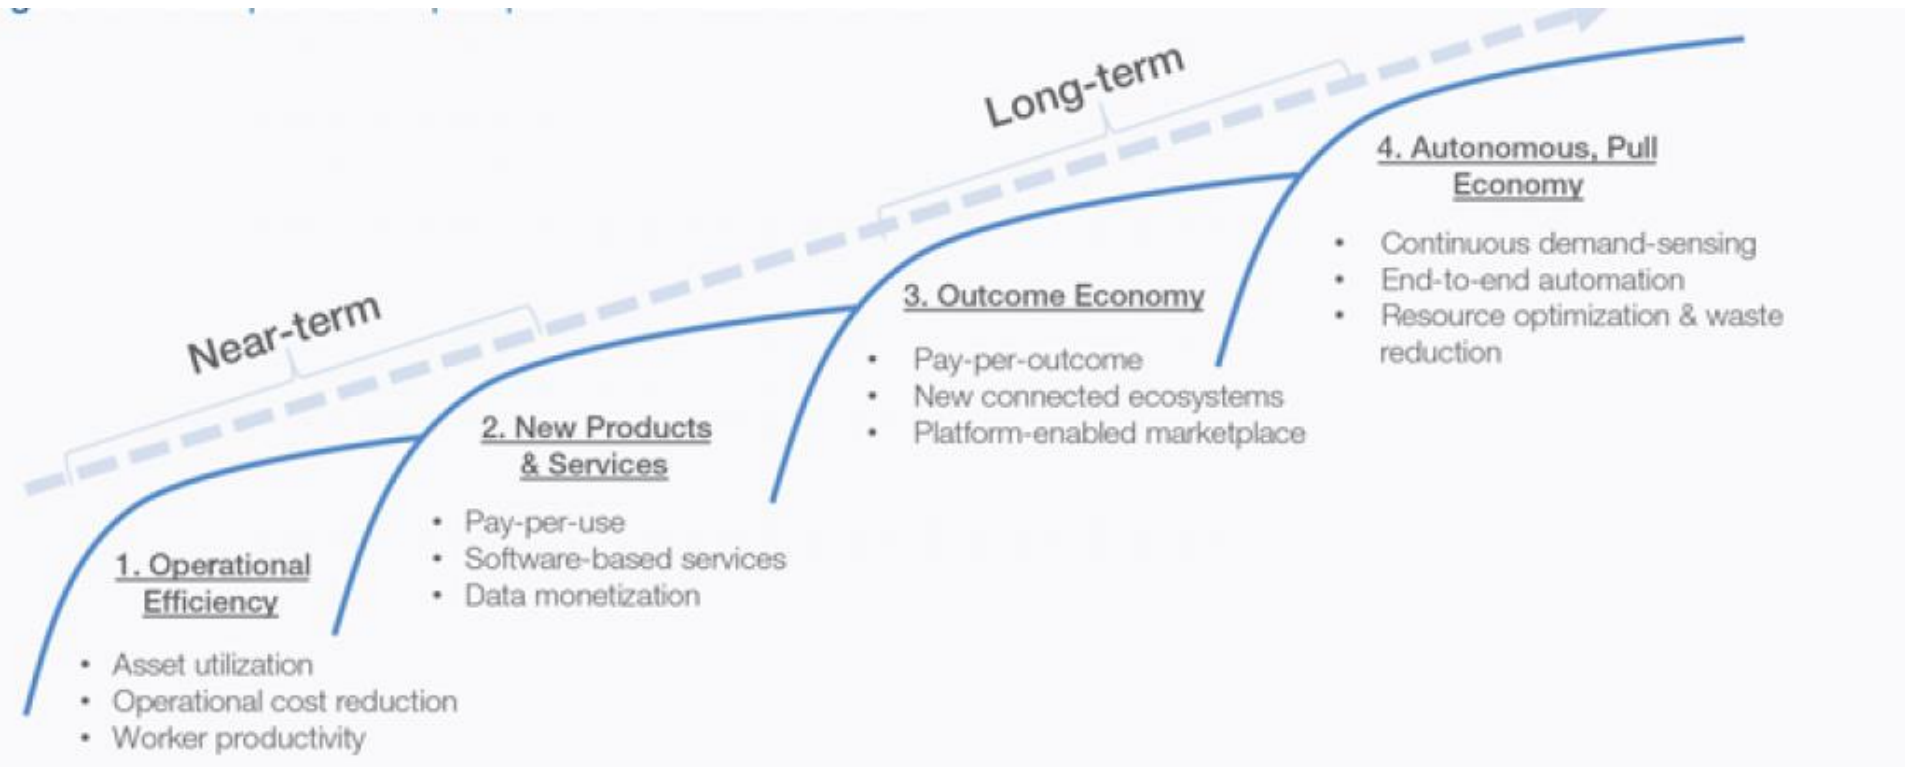 Near-term
Long-term
1. Operational
Efficiency
• Asset utilization
• Operational cost reduction
• Worker productivity
2. New Products
& Services
• Pay-per-use
• Software-based services
• Data monetization
3. Outcome Economy
• Pay-per-outcome
• New connected ecosystems
• Platform-enabled marketplace
4. Autonomous, Pull
Economy
• Continuous demand-sensing
• End-to-end automation
• Resource optimization & waste
reduction